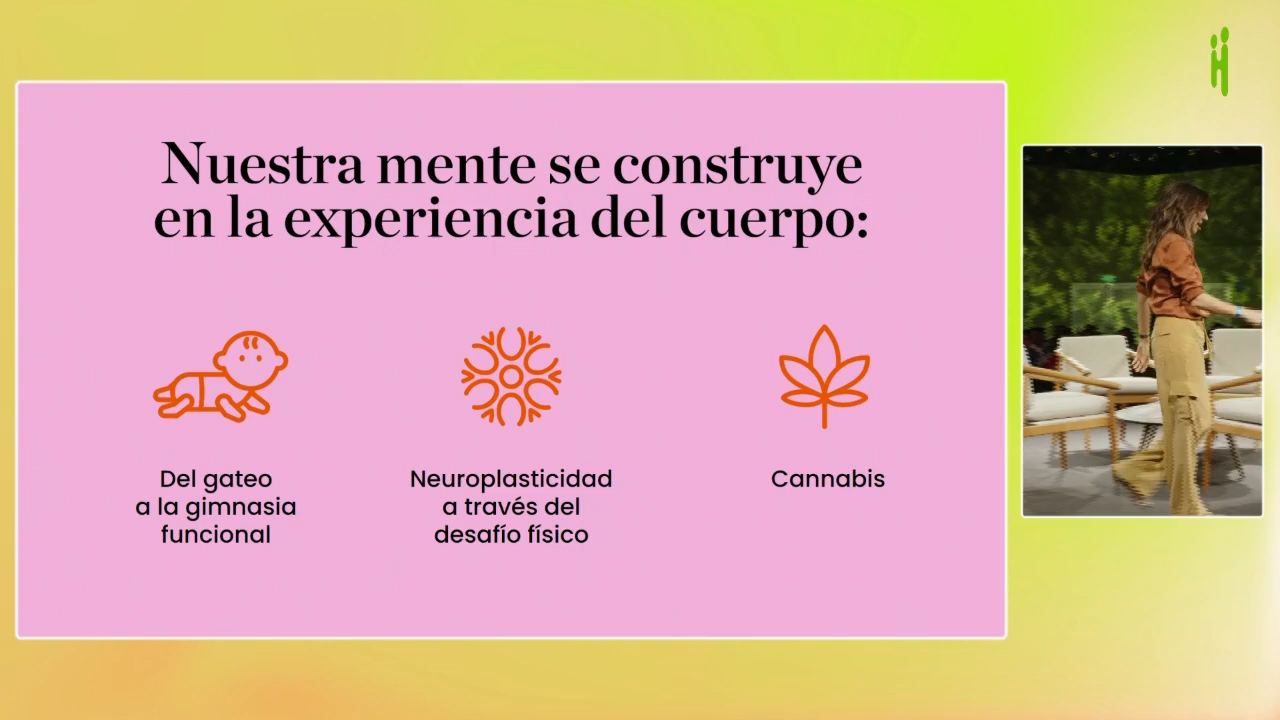 Nuestra mente se construye
en la experiencia del cuerpo:
Del gateo
a la gimnasia
funcional
Neuroplasticidad
a través del
desafío físico
Cannabis